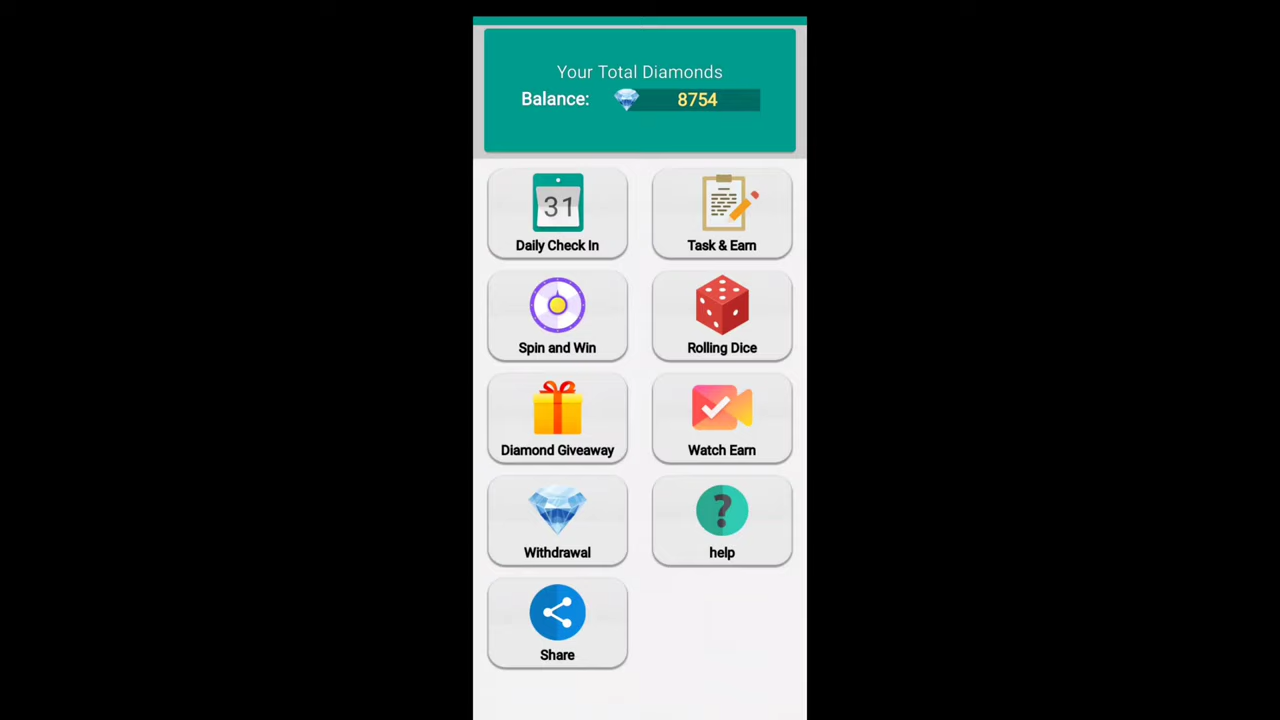 Your Total Diamonds
Balance: 8754
31
Daily Check In
Task & Earn
Spin and Win
Rolling Dice
Diamond Giveaway
Watch Earn
Withdrawal
?
help
Share